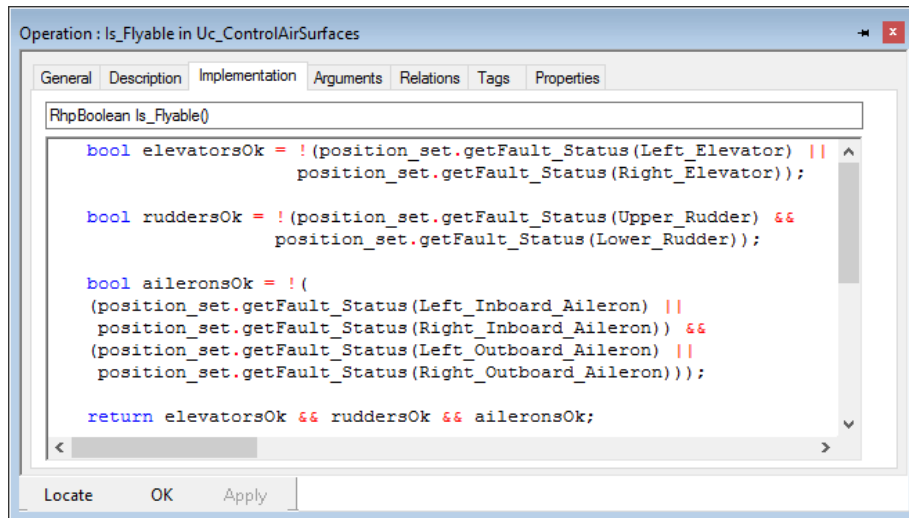 Operation : Is_Flyable in Uc_ControlAirSurfaces
General Description Implementation Arguments Relations Tags Properties
RhpBoolean Is_Flyable()
bool elevatorsOk = !(position_set.getFault_Status(Left_Elevator) ||
position_set.getFault_Status(Right_Elevator));
bool ruddersOk = !(position_set.getFault_Status(Upper_Rudder) &&
position_set.getFault_Status(Lower_Rudder));
bool aileronsOk = !(
(position_set.getFault_Status(Left_Inboard_Aileron) ||
position_set.getFault_Status(Right_Inboard_Aileron)) &&
(position_set.getFault_Status(Left_Outboard_Aileron) ||
position_set.getFault_Status(Right_Outboard_Aileron)));
return elevatorsOk && ruddersOk && aileronsOk;
Locate OK Apply